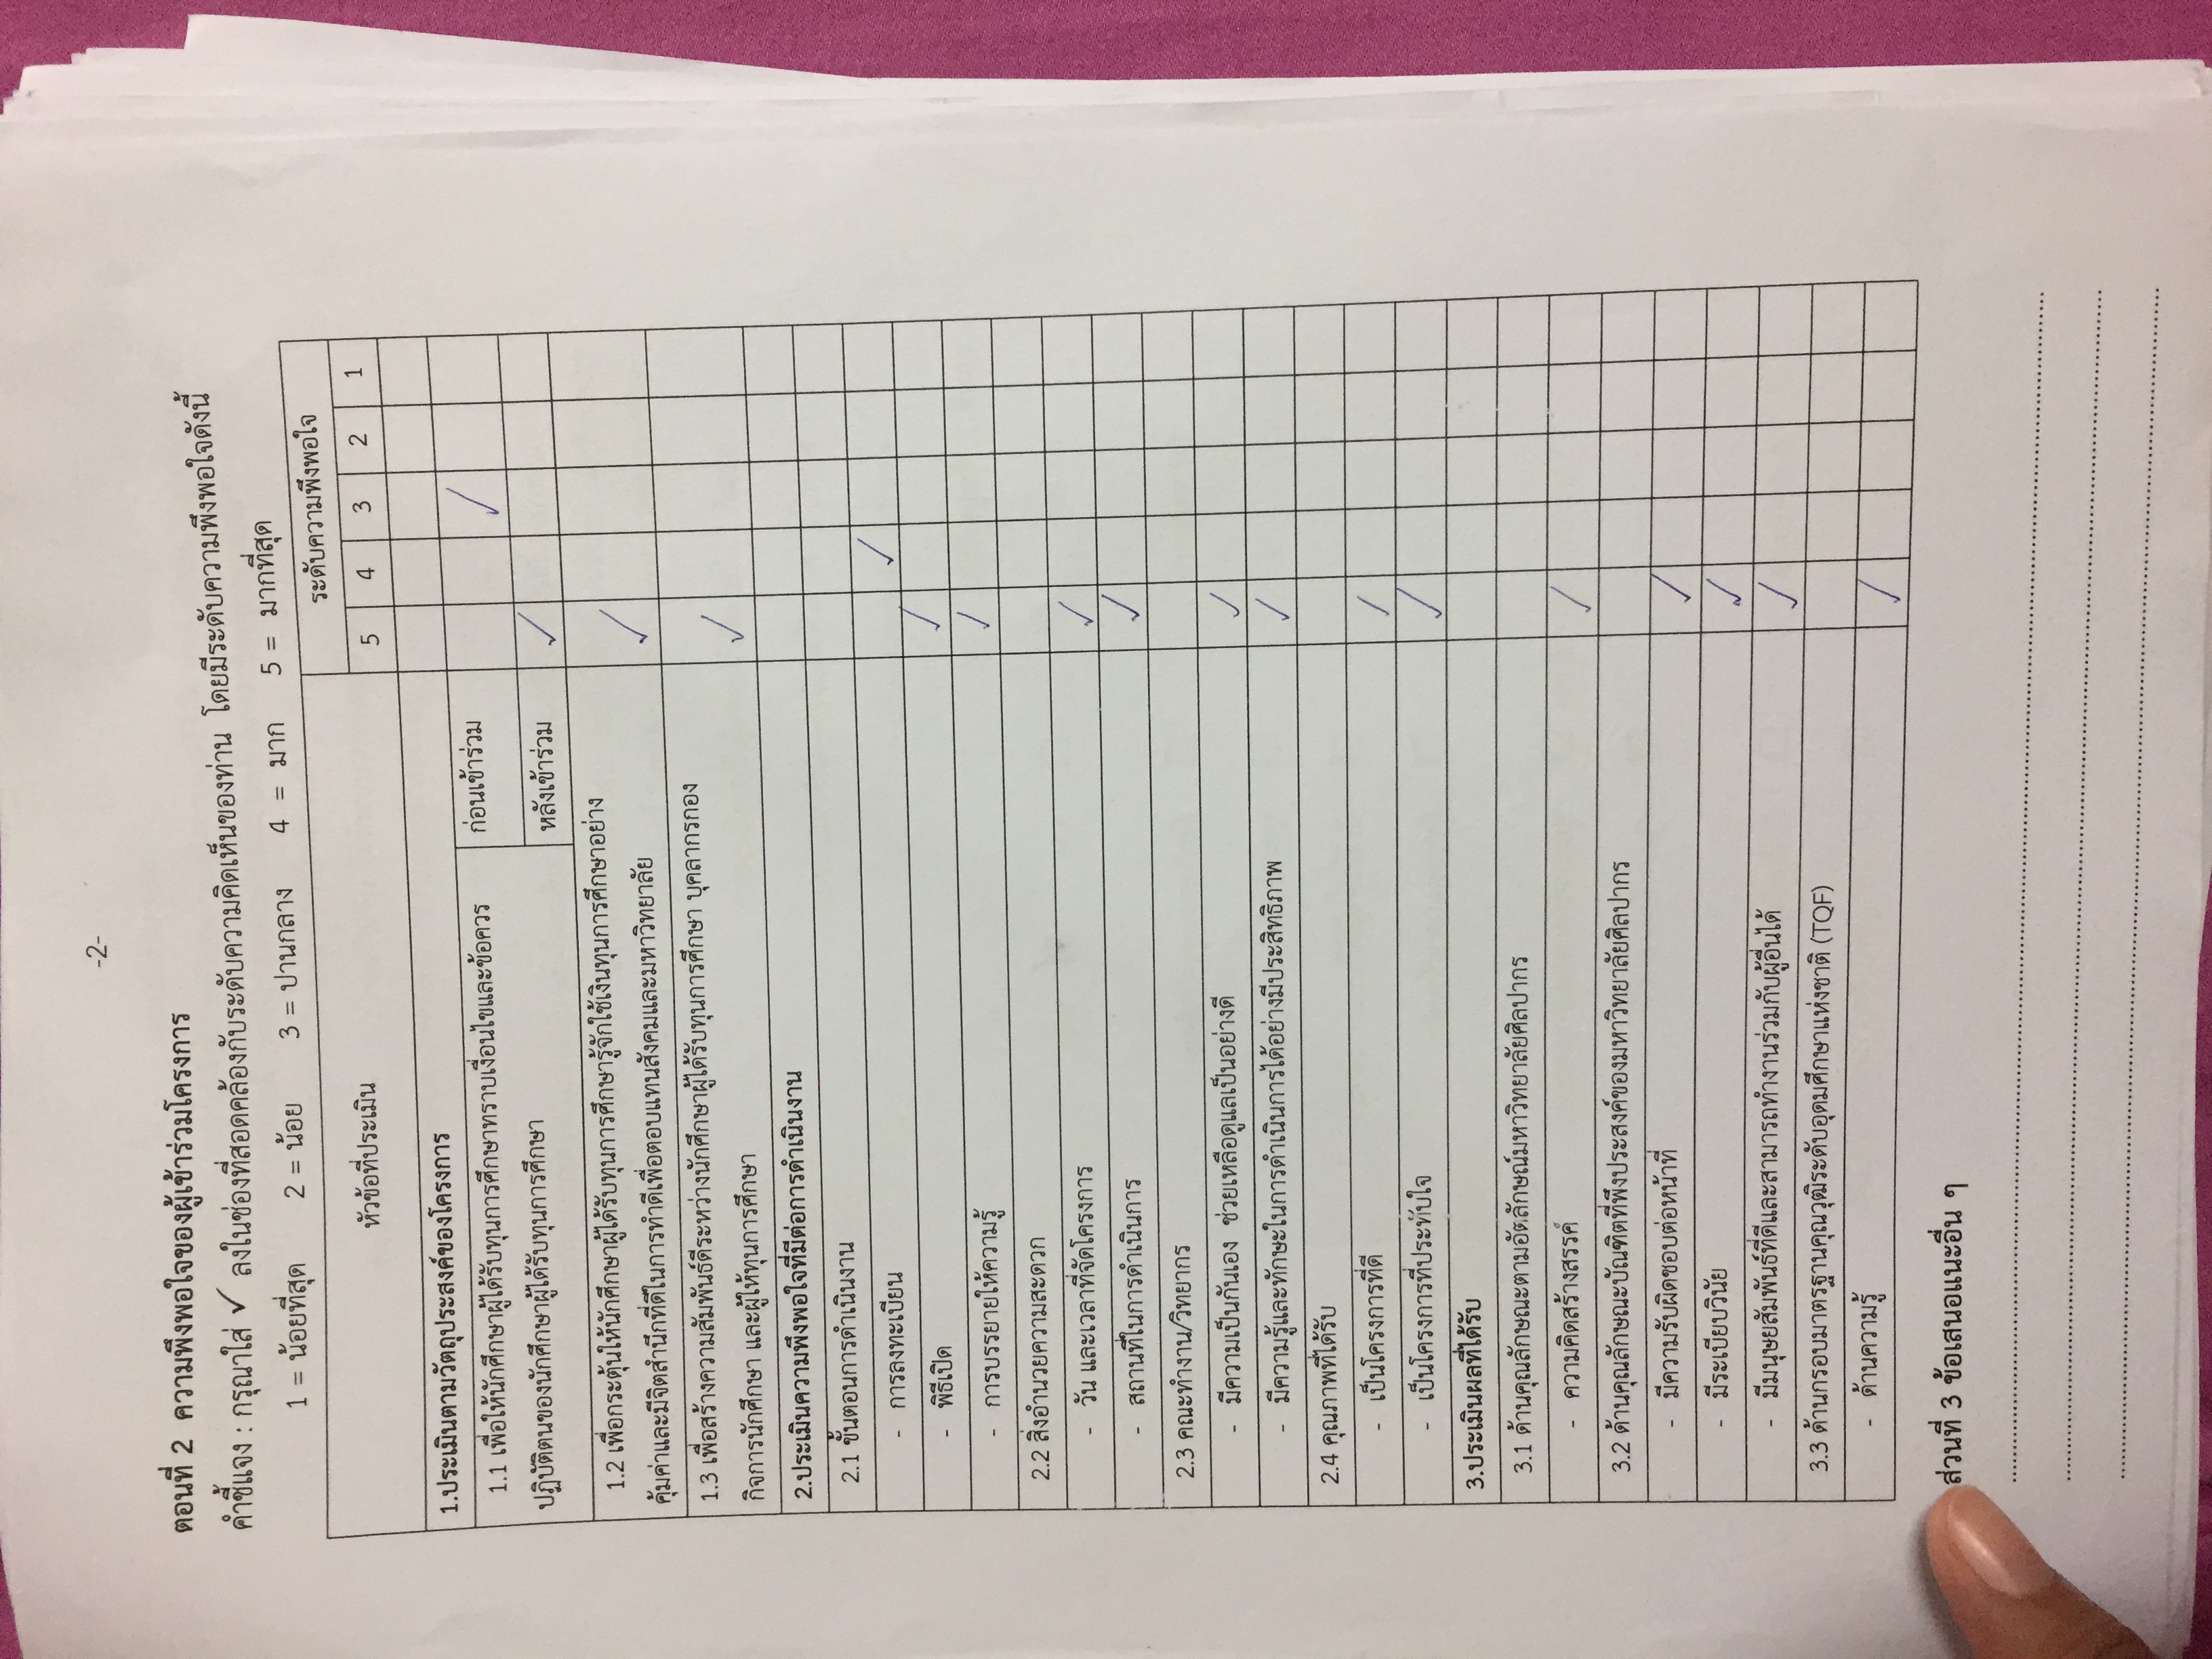 -2-
ตอนที่ 2 ความพึงพอใจของผู้เข้าร่วมโครงการ
คำชี้แจง : กรุณาใส่ ✓ ลงในช่องที่สอดคล้องกับระดับความคิดเห็นของท่าน โดยมีระดับความพึงพอใจดังนี้
1 = น้อยที่สุด 2 = น้อย 3 = ปานกลาง 4 = มาก 5 = มากที่สุด
หัวข้อที่ประเมิน ระดับความพึงพอใจ
5 4 3 2 1
1.ประเมินตามวัตถุประสงค์ของโครงการ
1.1 เพื่อให้นักศึกษาผู้ได้รับทุนการศึกษาทราบเงื่อนไขและข้อควร ก่อนเข้าร่วม ✓
ปฏิบัติตนของนักศึกษาผู้ได้รับทุนการศึกษา หลังเข้าร่วม ✓
1.2 เพื่อกระตุ้นให้นักศึกษาผู้ได้รับทุนการศึกษารู้จักใช้เงินทุนการศึกษาอย่าง
คุ้มค่าและมีจิตสำนึกที่ดีในการทำดีเพื่อตอบแทนสังคมและมหาวิทยาลัย ✓
1.3 เพื่อสร้างความสัมพันธ์ดีระหว่างนักศึกษาผู้ได้รับทุนการศึกษา บุคลากรกอง
กิจการนักศึกษา และผู้ให้ทุนการศึกษา ✓
2.ประเมินความพึงพอใจที่มีต่อการดำเนินงาน
2.1 ขั้นตอนการดำเนินงาน
- การลงทะเบียน ✓
- พิธีเปิด ✓
- การบรรยายให้ความรู้ ✓
2.2 สิ่งอำนวยความสะดวก
- วัน และเวลาที่จัดโครงการ ✓
- สถานที่ในการดำเนินการ ✓
2.3 คณะทำงาน/วิทยากร
- มีความเป็นกันเอง ช่วยเหลือดูแลเป็นอย่างดี ✓
- มีความรู้และทักษะในการดำเนินการได้อย่างมีประสิทธิภาพ ✓
2.4 คุณภาพที่ได้รับ
- เป็นโครงการที่ดี ✓
- เป็นโครงการที่ประทับใจ ✓
3.ประเมินผลที่ได้รับ
3.1 ด้านคุณลักษณะตามอัตลักษณ์มหาวิทยาลัยศิลปากร
- ความคิดสร้างสรรค์ ✓
3.2 ด้านคุณลักษณะบัณฑิตที่พึงประสงค์ของมหาวิทยาลัยศิลปากร
- มีความรับผิดชอบต่อหน้าที่ ✓
- มีระเบียบวินัย ✓
- มีมนุษยสัมพันธ์ที่ดีและสามารถทำงานร่วมกับผู้อื่นได้ ✓
3.3 ด้านกรอบมาตรฐานคุณวุฒิระดับอุดมศึกษาแห่งชาติ (TQF)
- ด้านความรู้ ✓
ส่วนที่ 3 ข้อเสนอแนะอื่น ๆ